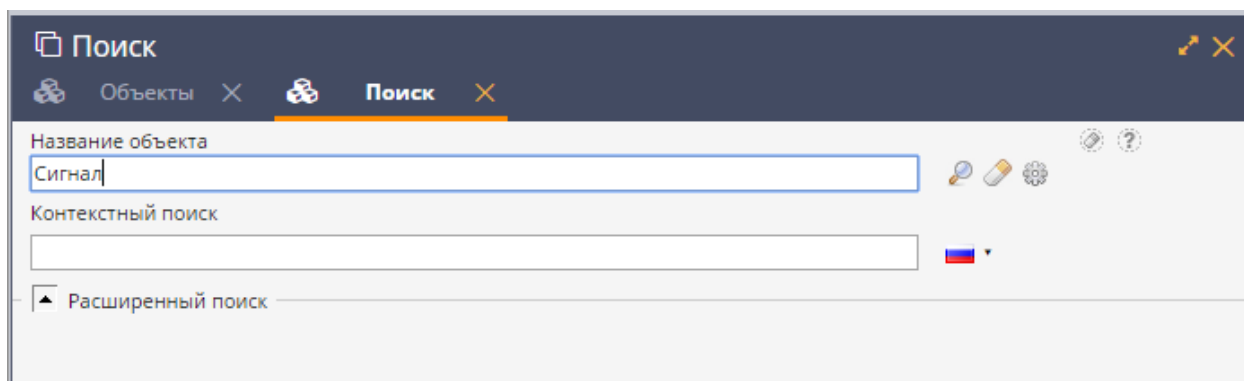 Поиск
Объекты Поиск
Название объекта
Сигнал
Контекстный поиск
Расширенный поиск